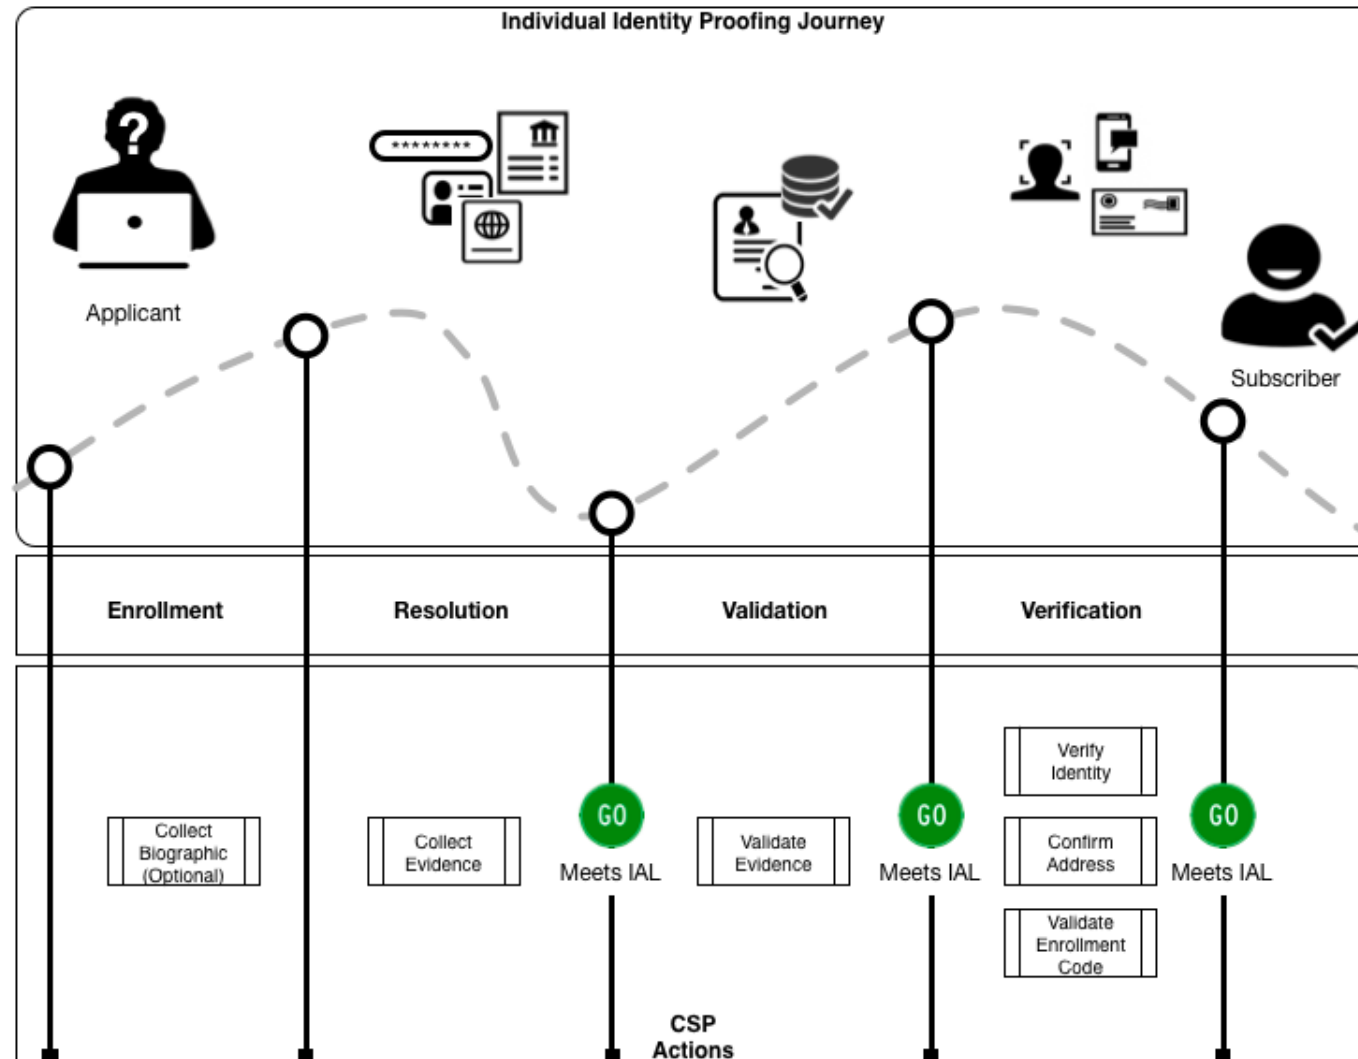 Individual Identity Proofing Journey
?
********
Applicant
Subscriber
Enrollment
Resolution
Validation
Verification
Collect
Biographic
(Optional)
Collect
Evidence
GO
Meets IAL
Validate
Evidence
GO
Meets IAL
Verify
Identity
Confirm
Address
Validate
Enrollment
Code
GO
Meets IAL
CSP
Actions